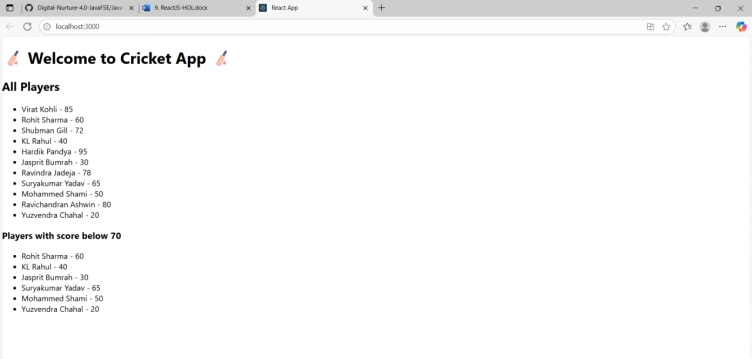 Digital-Nurture-4.0-JavaFSE/Java
9. ReactJS-HOL.docx
React App
localhost:3000
Welcome to Cricket App
All Players
Virat Kohli - 85
Rohit Sharma - 60
Shubman Gill - 72
KL Rahul - 40
Hardik Pandya - 95
Jasprit Bumrah - 30
Ravindra Jadeja - 78
Suryakumar Yadav - 65
Mohammed Shami - 50
Ravichandran Ashwin - 80
Yuzvendra Chahal - 20
Players with score below 70
Rohit Sharma - 60
KL Rahul - 40
Jasprit Bumrah - 30
Suryakumar Yadav - 65
Mohammed Shami - 50
Yuzvendra Chahal - 20